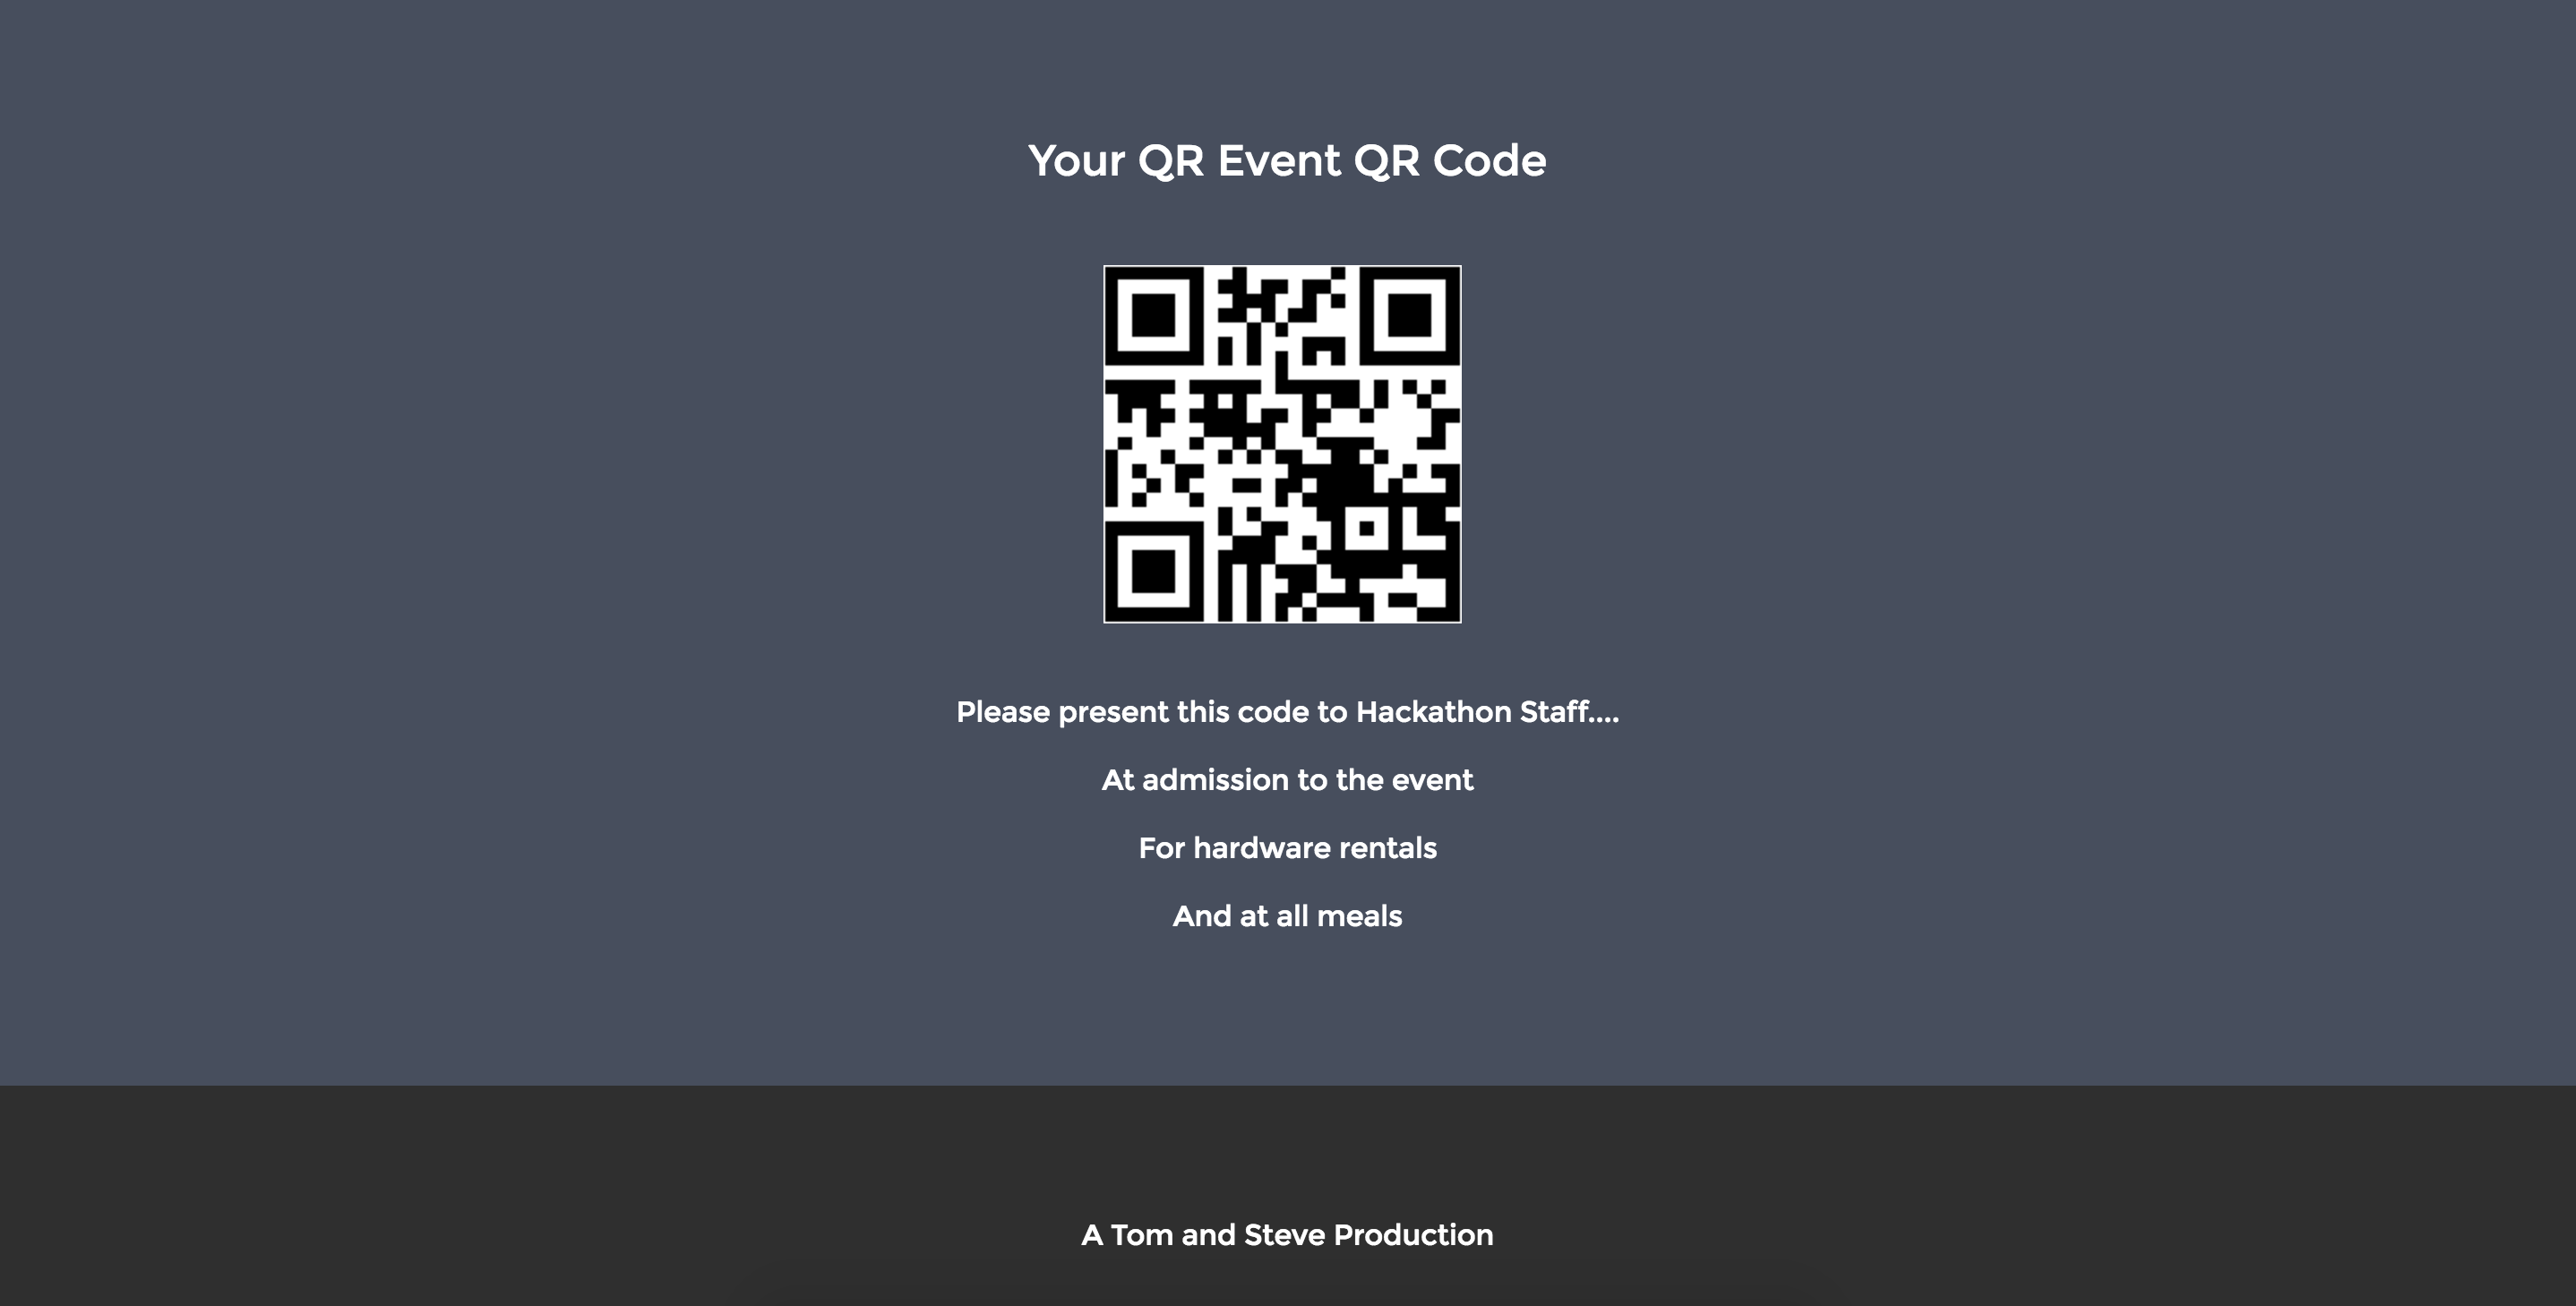 Your QR Event QR Code
Please present this code to Hackathon Staff....
At admission to the event
For hardware rentals
And at all meals
A Tom and Steve Production